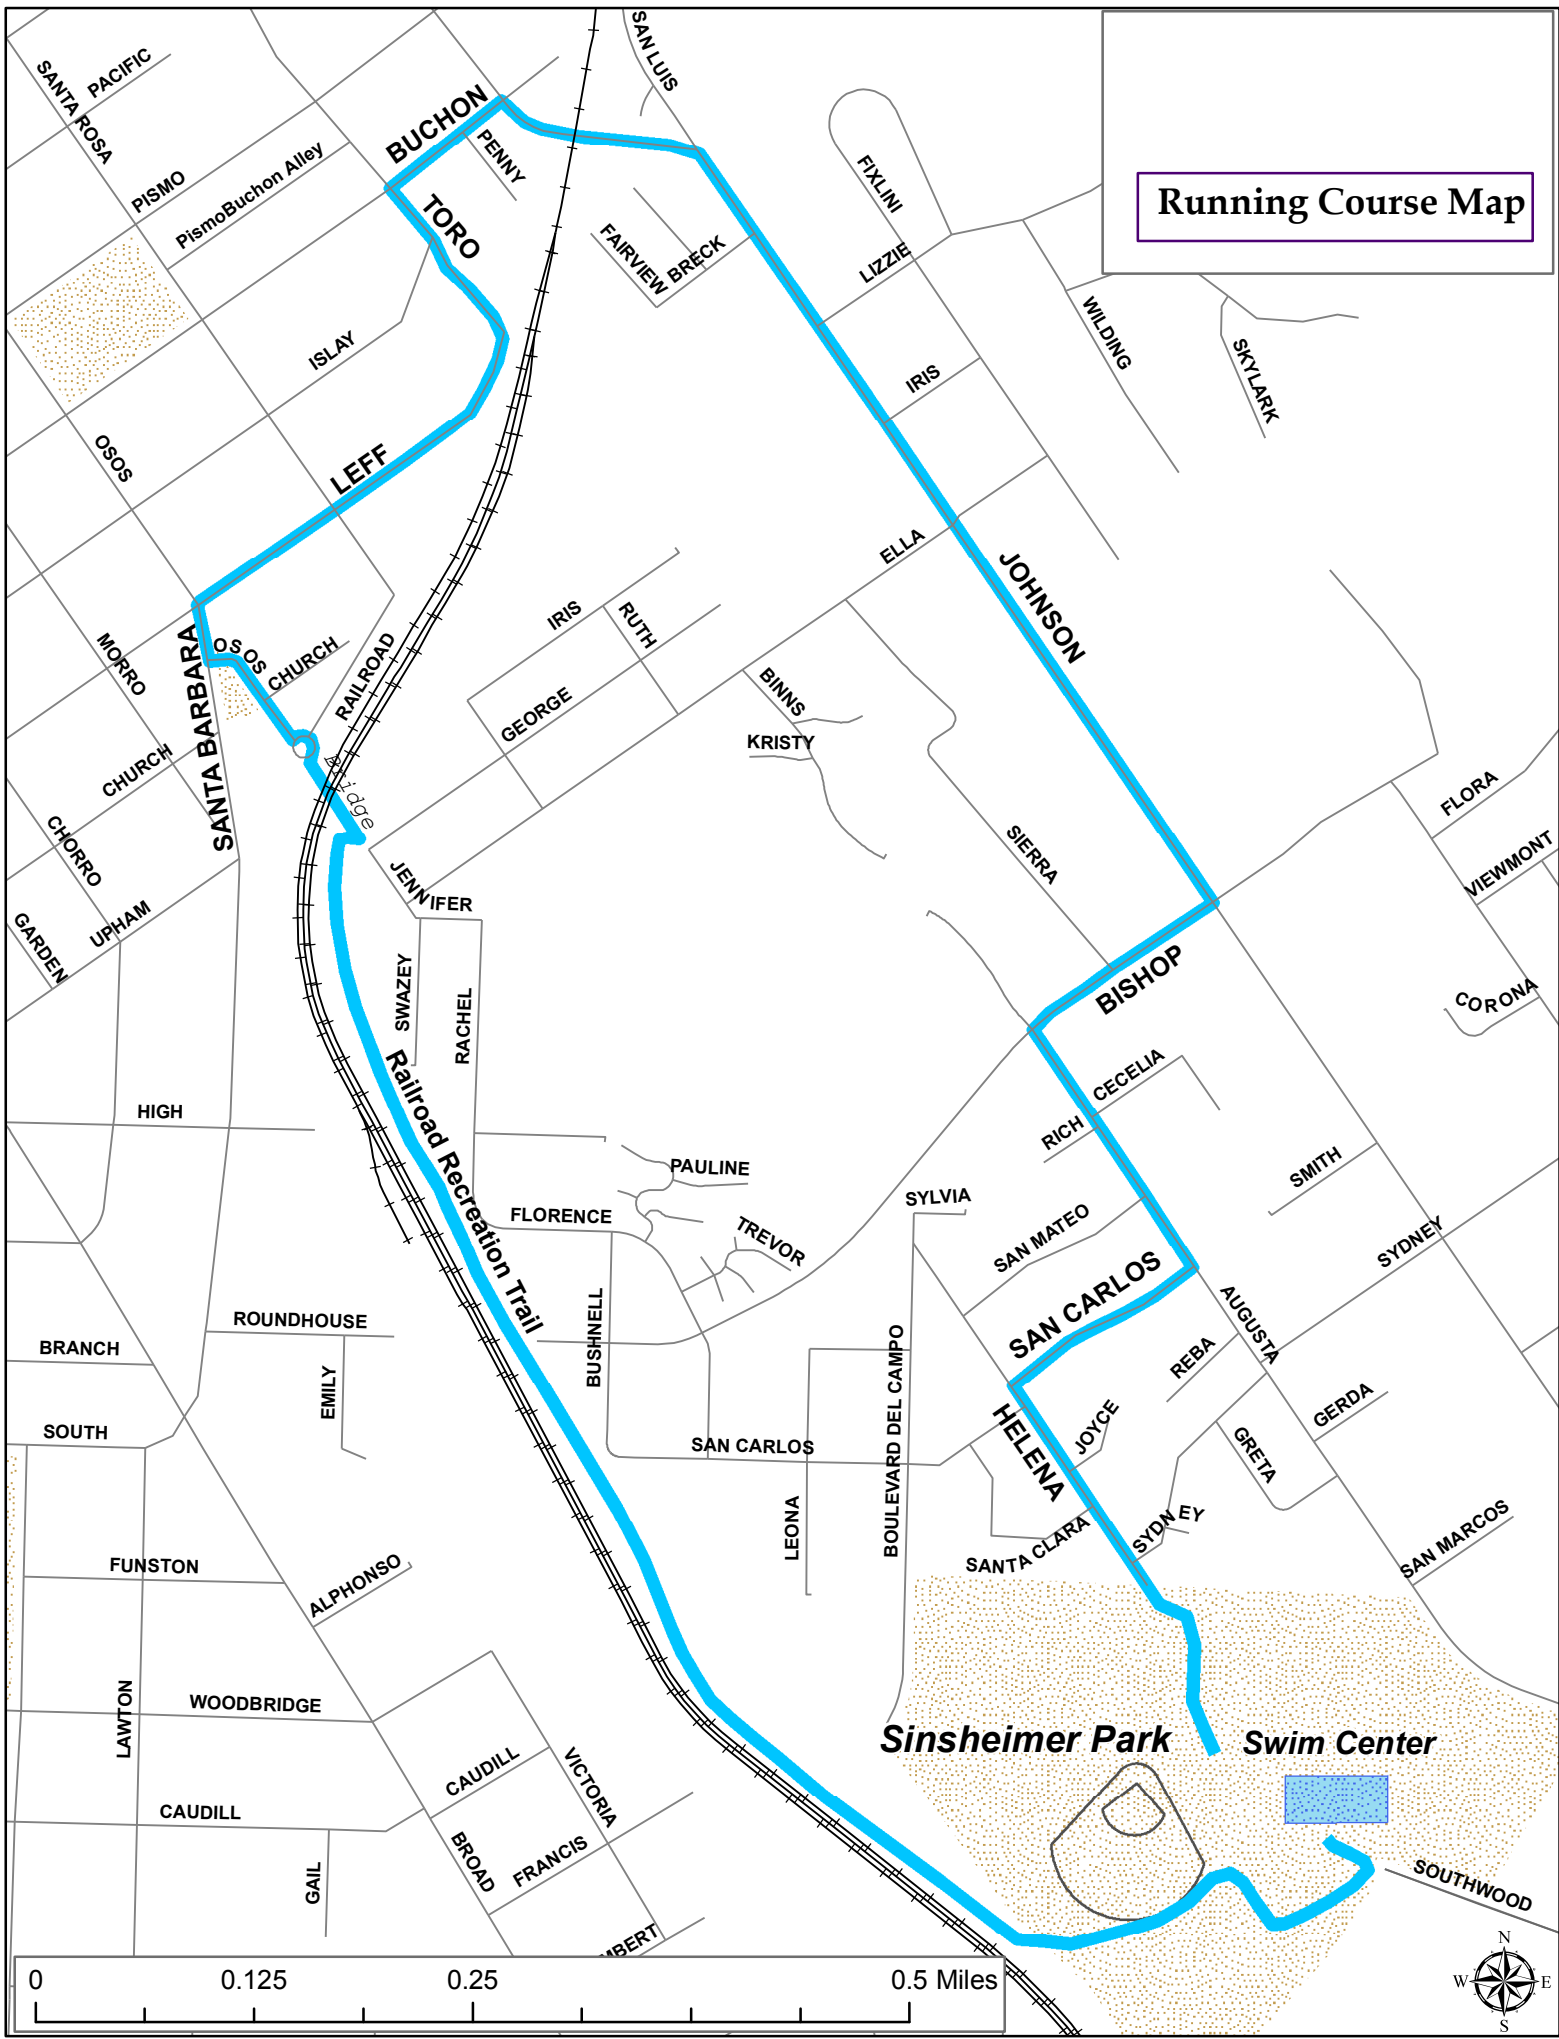 SAN LUIS
PACIFIC
SANTA ROSA
BUCHON
PENNY
PISMO
PismoBuchon Alley
TORO
FIXLINI
Running Course Map
FAIRVIEW
BRECK
LIZZIE
WILDING
SKYLARK
ISLAY
IRIS
OSOS
LEFF
ELLA
JOHNSON
IRIS
RUTH
MORRO
SANTA BARBARA
OSOS
CHURCH
RAILROAD
BINNS
GEORGE
KRISTY
CHURCH
Bridge
FLORA
CHORRO
SIERRA
VIEWMONT
JENNIFER
GARDEN
UPHAM
BISHOP
SWAZEY
RACHEL
CORONA
Railroad Recreation Trail
CECELIA
HIGH
RICH
SMITH
PAULINE
SYLVIA
FLORENCE
TREVOR
SAN MATEO
SYDNEY
SAN CARLOS
AUGUSTA
ROUNDHOUSE
BUSHNELL
BOULEVARD DEL CAMPO
BRANCH
REBA
EMILY
GERDA
SOUTH
JOYCE
HELENA
GRETA
SAN CARLOS
LEONA
SYDNEY
SANTA CLARA
SAN MARCOS
FUNSTON
ALPHONSO
LAWTON
WOODBRIDGE
Sinsheimer Park
Swim Center
CAUDILL
VICTORIA
CAUDILL
BROAD
FRANCIS
GAIL
SOUTHWOOD
MBERT
N
W E
S
0 0.125 0.25 0.5 Miles